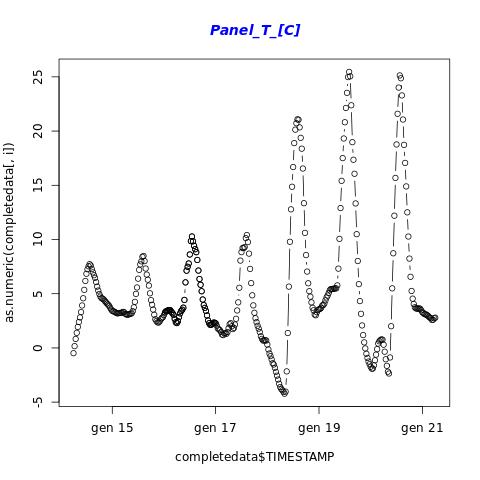 Panel_T_[C]
as.numeric(completedata[, i])
25
20
15
10
5
0
-5
gen 15
gen 17
gen 19
gen 21
completedata$TIMESTAMP